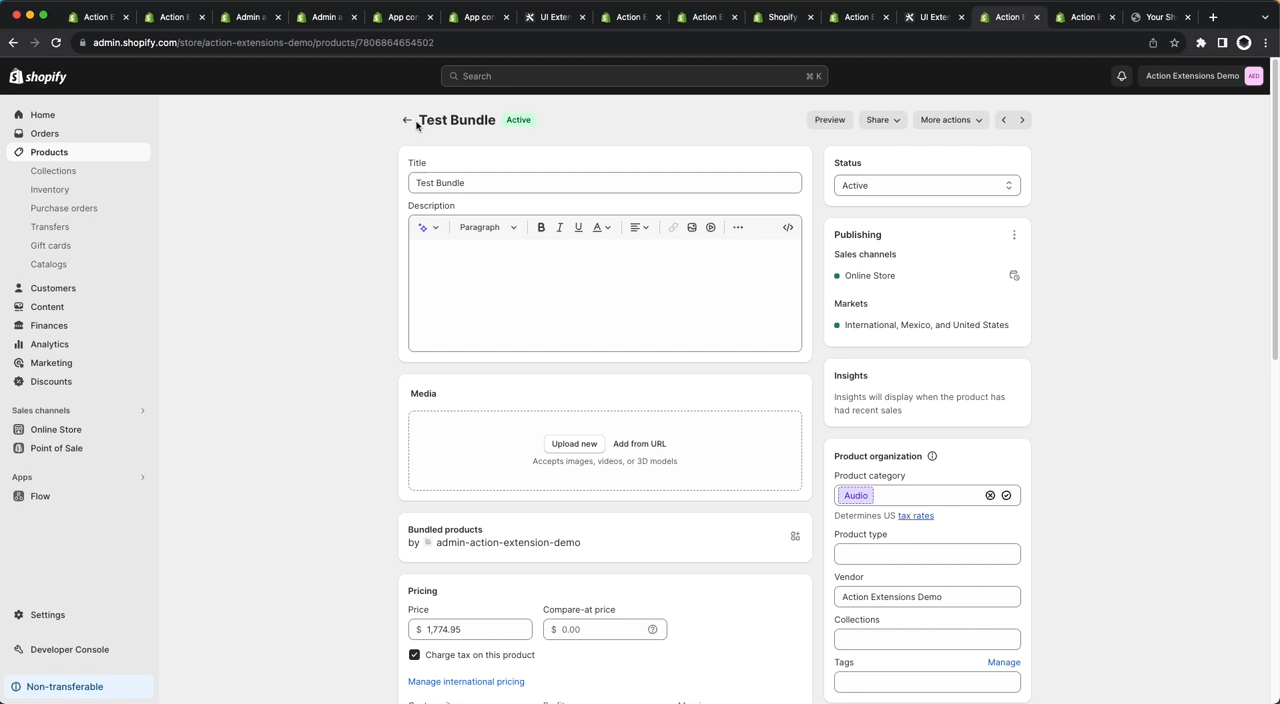 Action E
Action E
Admin a
Admin a
App co
App co
UI Exter
Action E
Action E
Shopify
Action E
UI Exter
Action E
Action E
Your Sh
admin.shopify.com/store/action-extensions-demo/products/7806864654502
shopify
Search
⌘ K
Action Extensions Demo
AED
Home
Orders
Products
Collections
Inventory
Purchase orders
Transfers
Gift cards
Catalogs
Customers
Content
Finances
Analytics
Marketing
Discounts
Sales channels
Online Store
Point of Sale
Apps
Flow
Settings
Developer Console
Non-transferable
Test Bundle Active
Preview Share More actions
Title
Test Bundle
Description
Paragraph B I U A
Media
Upload new Add from URL
Accepts images, videos, or 3D models
Bundled products
by admin-action-extension-demo
Pricing
Price Compare-at price
$ 1,774.95 $ 0.00
Charge tax on this product
Manage international pricing
Status
Active
Publishing
Sales channels
Online Store
Markets
International, Mexico, and United States
Insights
Insights will display when the product has
had recent sales
Product organization
Product category
Audio
Determines US tax rates
Product type
Vendor
Action Extensions Demo
Collections
Tags Manage